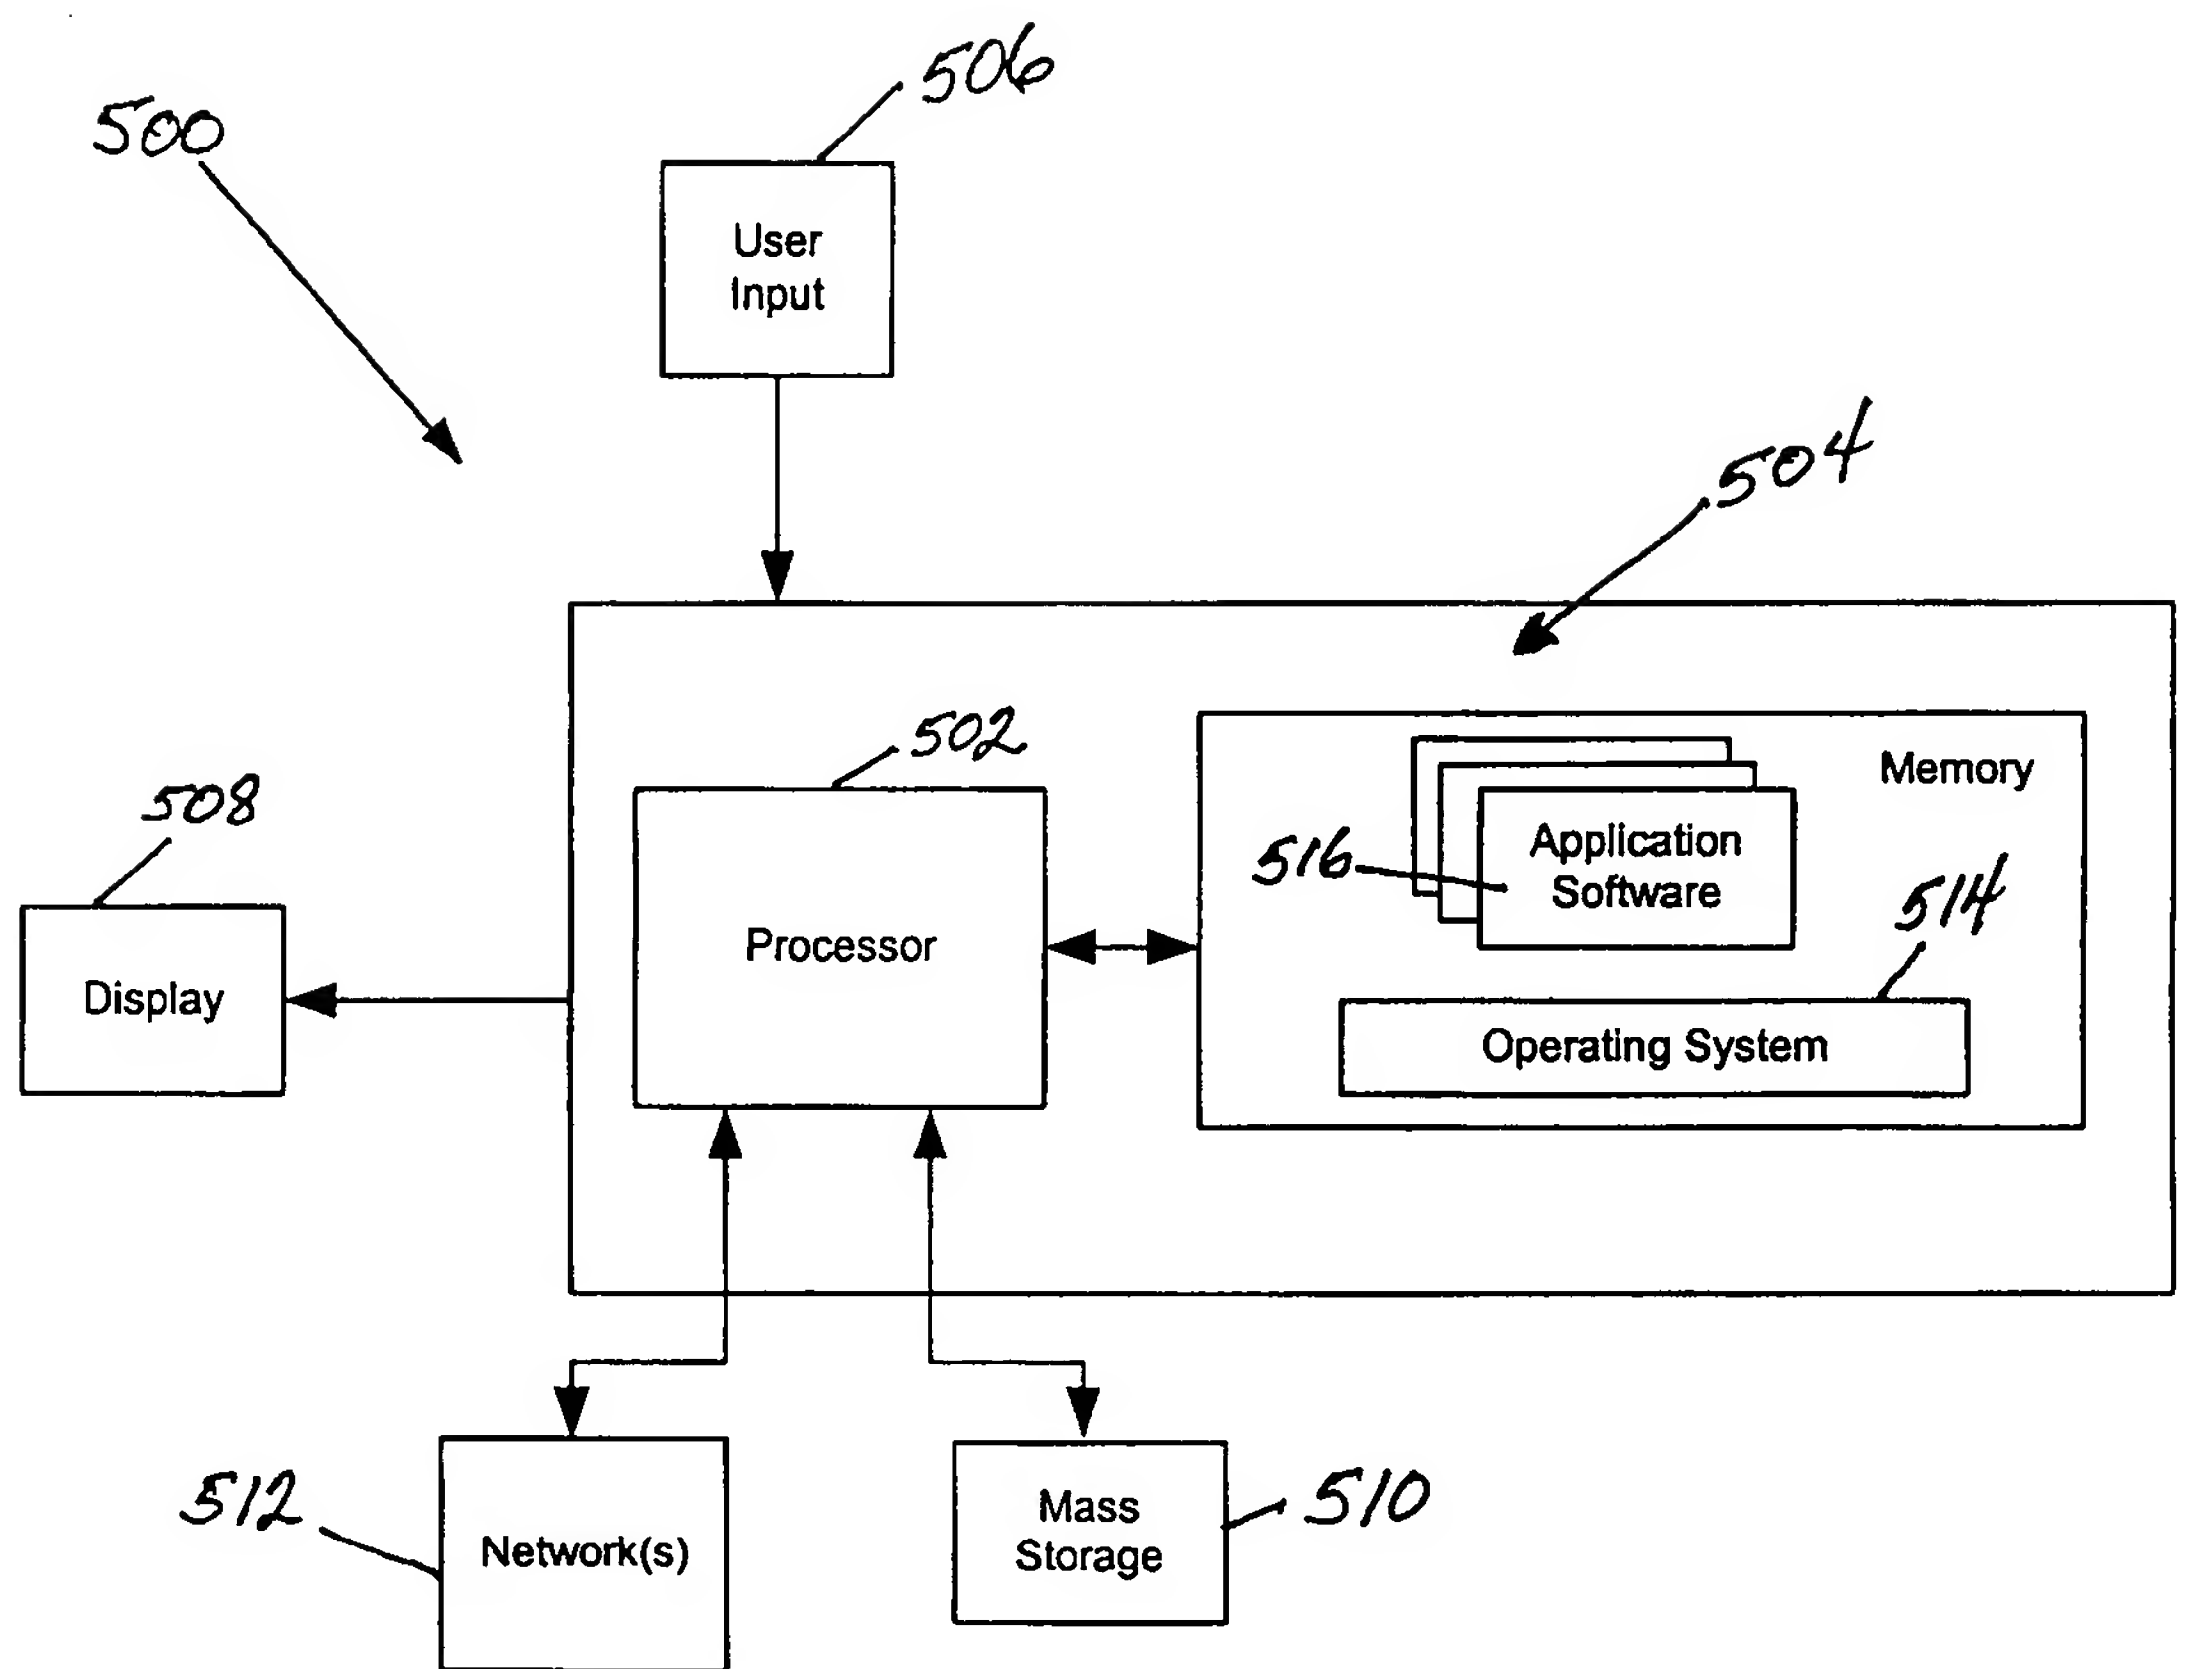 506
500
User
Input
504
502
Memory
508
Application
Software
516
514
Processor
Display
Operating System
512
Network(s)
Mass
Storage
510